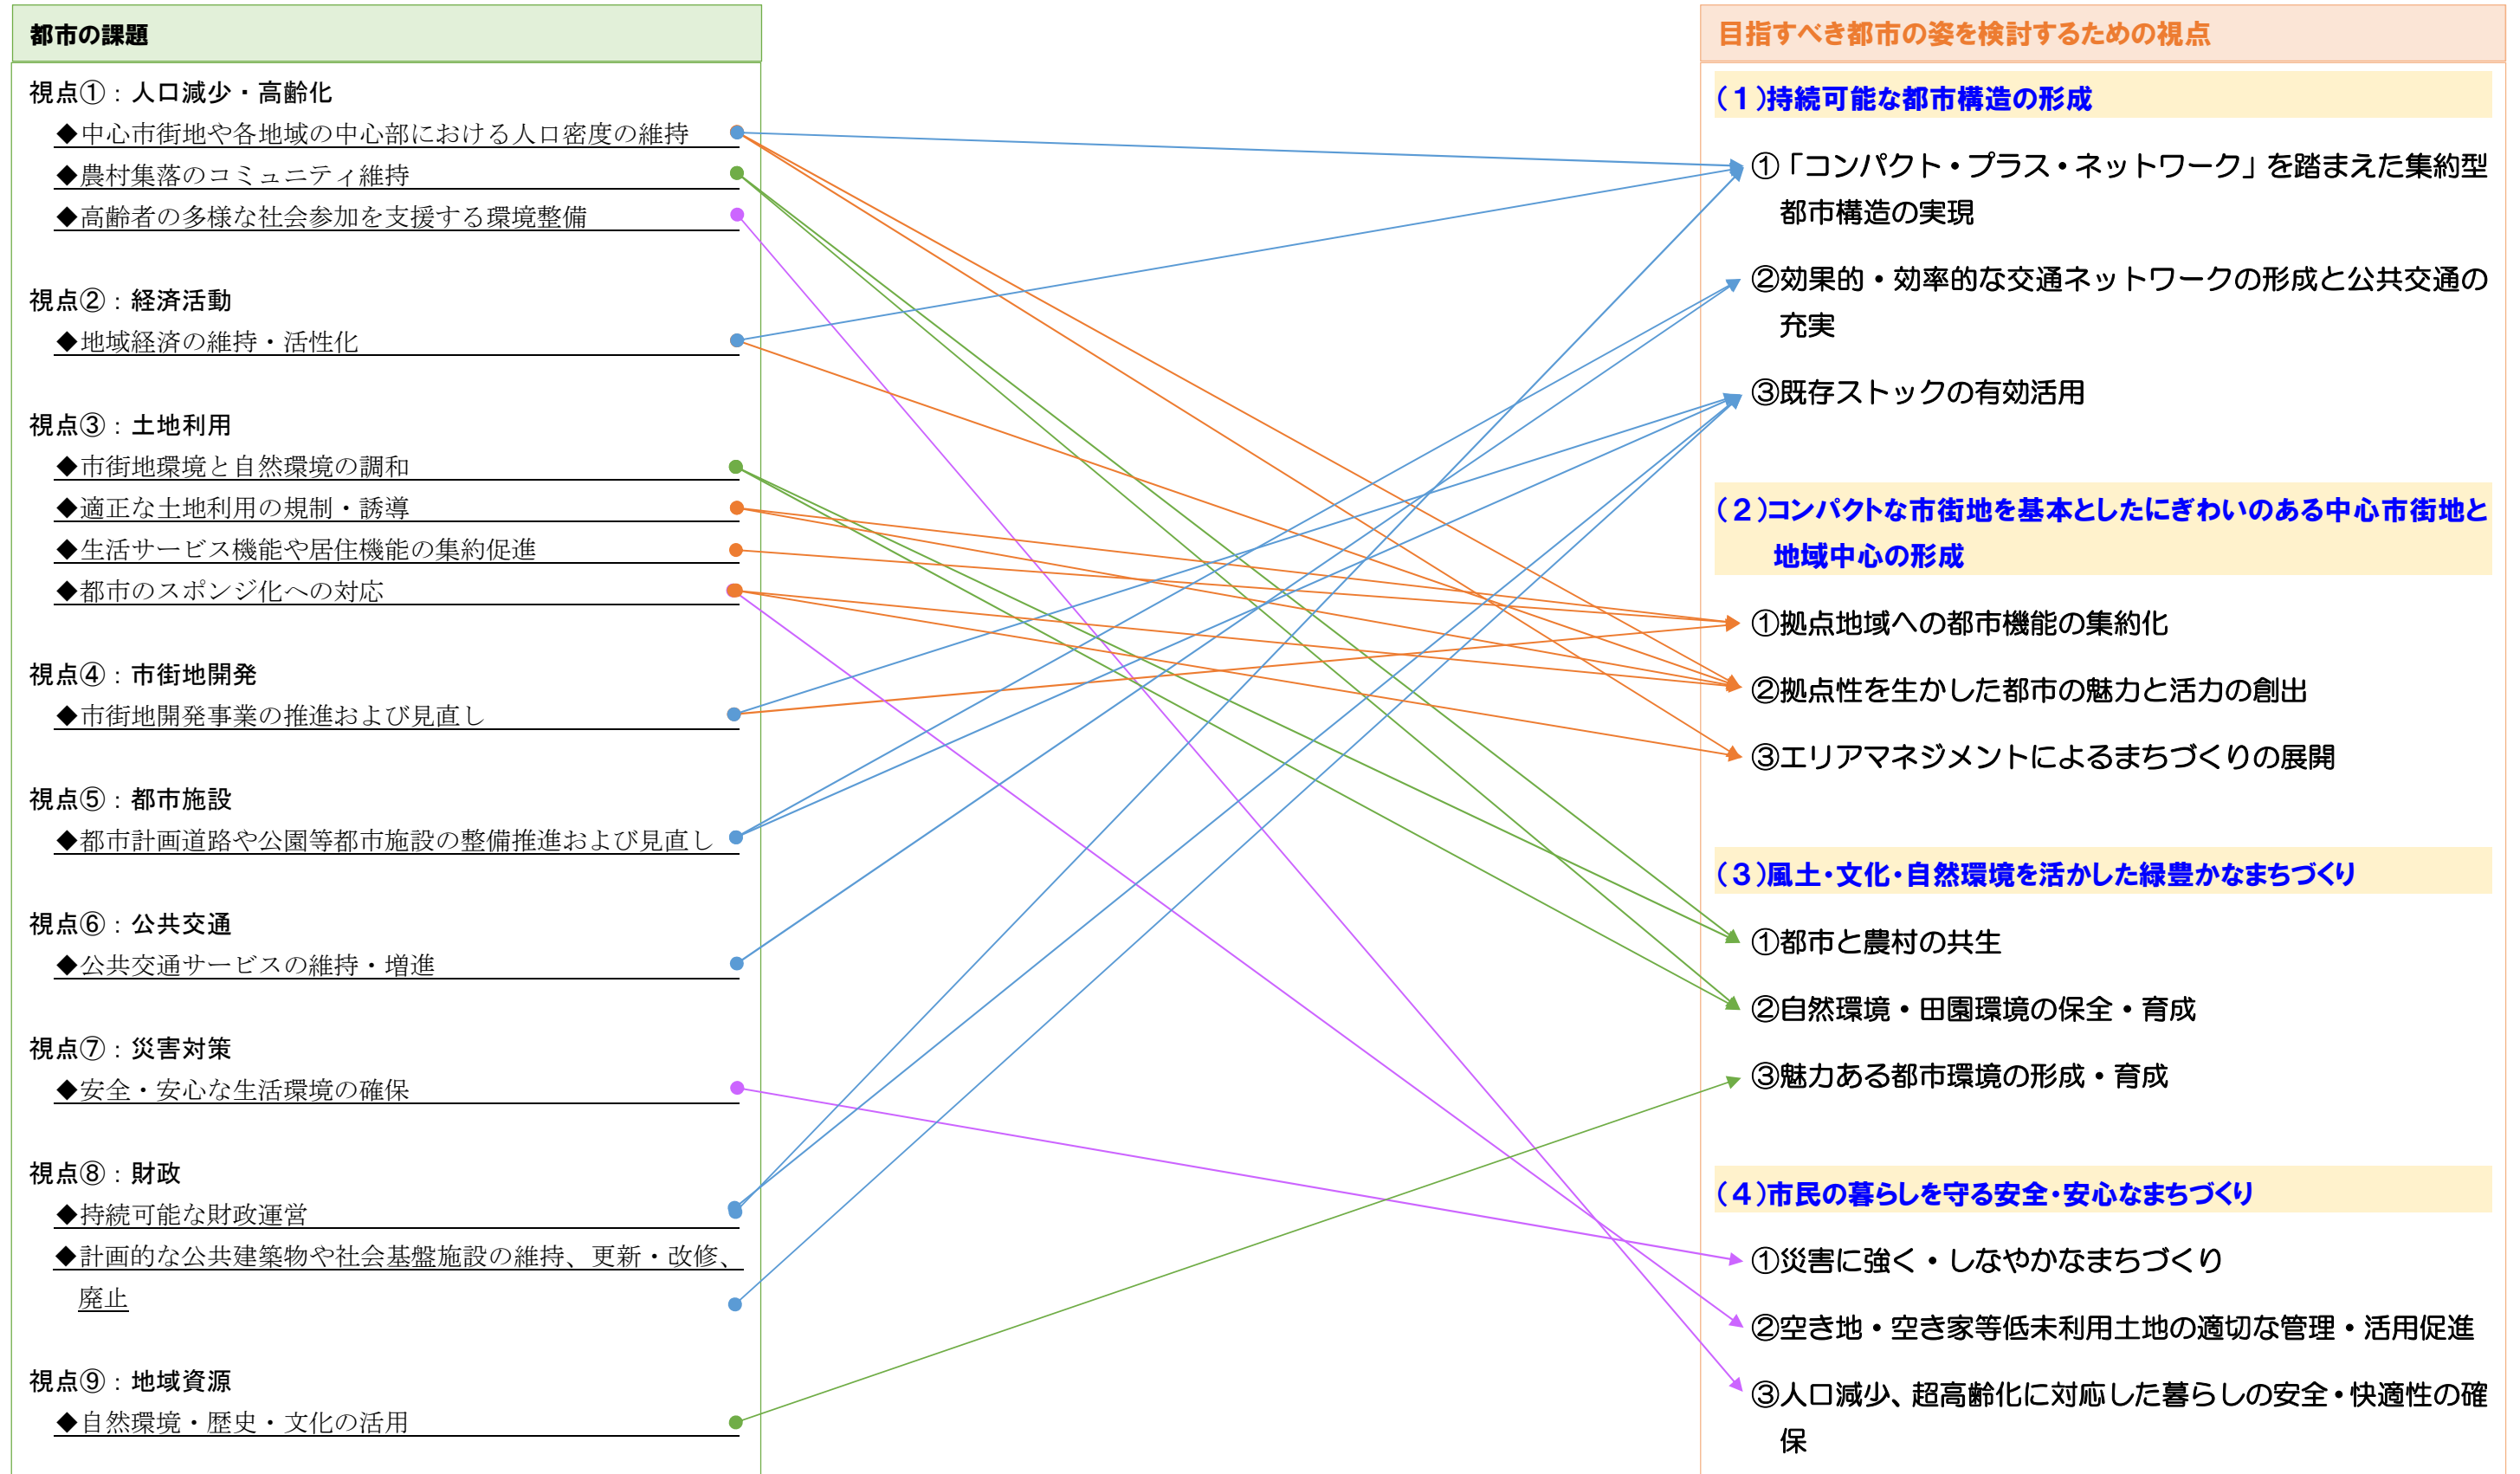 都市の課題
視点①：人口減少・高齢化
◆中心市街地や各地域の中心部における人口密度の維持
◆農村集落のコミュニティ維持
◆高齢者の多様な社会参加を支援する環境整備
視点②：経済活動
◆地域経済の維持・活性化
視点③：土地利用
◆市街地環境と自然環境の調和
◆適正な土地利用の規制・誘導
◆生活サービス機能や居住機能の集約促進
◆都市のスポンジ化への対応
視点④：市街地開発
◆市街地開発事業の推進および見直し
視点⑤：都市施設
◆都市計画道路や公園等都市施設の整備推進および見直し
視点⑥：公共交通
◆公共交通サービスの維持・増進
視点⑦：災害対策
◆安全・安心な生活環境の確保
視点⑧：財政
◆持続可能な財政運営
◆計画的な公共建築物や社会基盤施設の維持、更新・改修、
廃止
視点⑨：地域資源
◆自然環境・歴史・文化の活用
目指すべき都市の姿を検討するための視点
（１）持続可能な都市構造の形成
①「コンパクト・プラス・ネットワーク」を踏まえた集約型
都市構造の実現
②効果的・効率的な交通ネットワークの形成と公共交通の
充実
③既存ストックの有効活用
（２）コンパクトな市街地を基本としたにぎわいのある中心市街地と
地域中心の形成
①拠点地域への都市機能の集約化
②拠点性を生かした都市の魅力と活力の創出
③エリアマネジメントによるまちづくりの展開
（３）風土・文化・自然環境を活かした緑豊かなまちづくり
①都市と農村の共生
②自然環境・田園環境の保全・育成
③魅力ある都市環境の形成・育成
（４）市民の暮らしを守る安全・安心なまちづくり
①災害に強く・しなやかなまちづくり
②空き地・空き家等低未利用土地の適切な管理・活用促進
③人口減少、超高齢化に対応した暮らしの安全・快適性の確
保